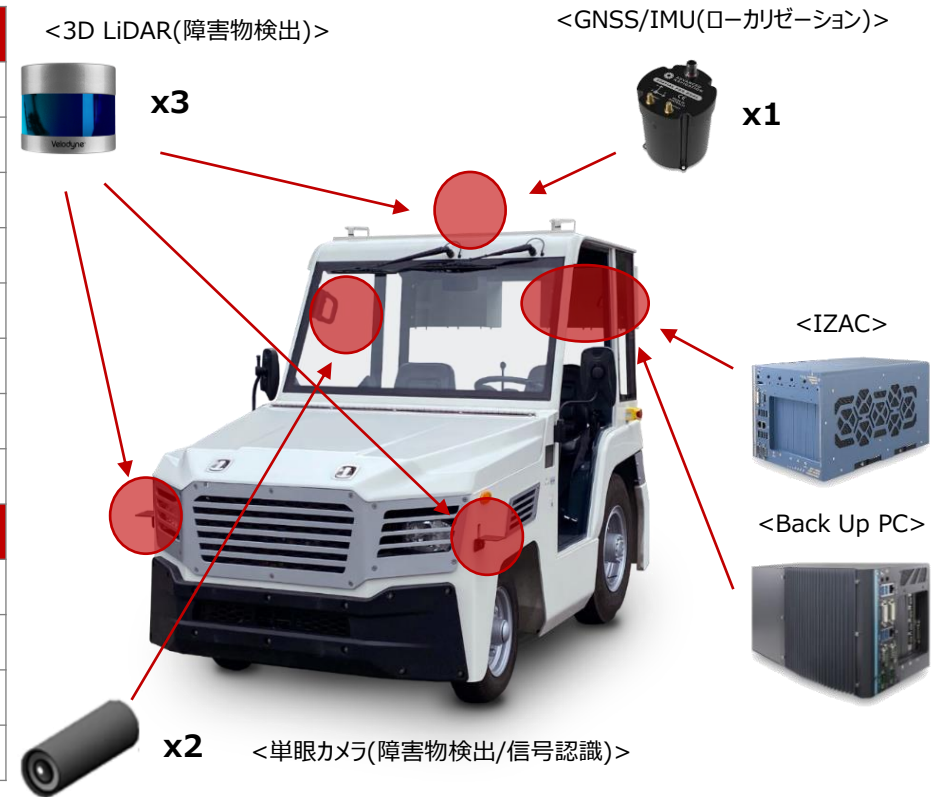 <3D LiDAR(障害物検出)>
<GNSS/IMU(ローカリゼーション)>
x3
Velodyne
x1
<IZAC>
<Back Up PC>
x2
<単眼カメラ(障害物検出/信号認識)>